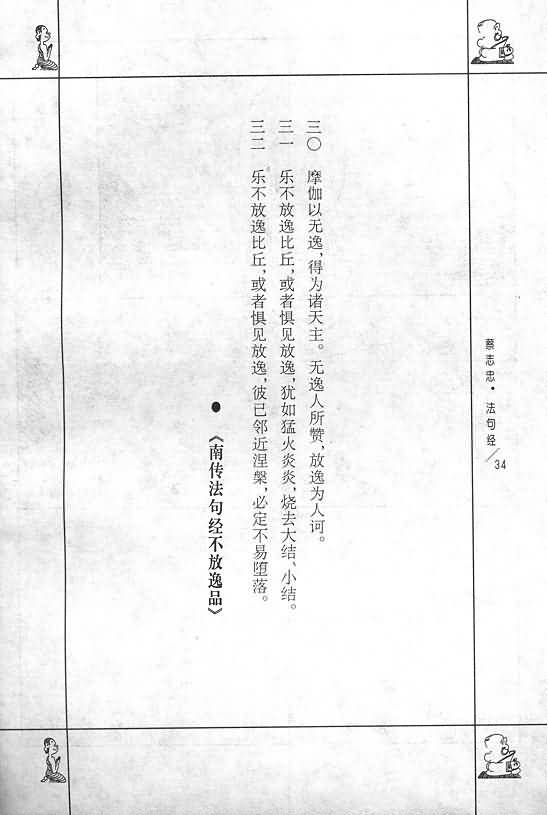 三〇 摩伽以无逸，得为诸天主。无逸人所赞，放逸为人诃。
三一 乐不放逸比丘，或者惧见放逸，犹如猛火炎炎，烧去大结、小结。
三二 乐不放逸比丘，或者惧见放逸，彼已邻近涅槃，必定不易堕落。
●《南传法句经不放逸品》
蔡志忠·法句经/34